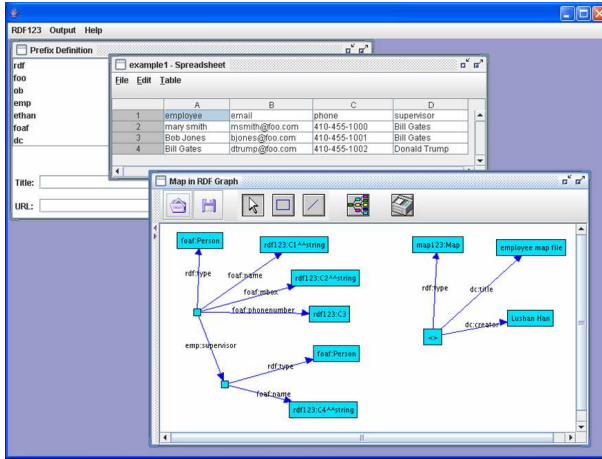 RDF123 Output Help
Prefix Definition
rdf
foo
ob
emp
ethan
foaf
dc
Title:
URL:
example1 - Spreadsheet
File Edit Table
A B C D
1 employee email phone supervisor
2 mary smith msmith@foo.com 410-455-1000 Bill Gates
3 Bob Jones bjones@foo.com 410-455-1001 Bill Gates
4 Bill Gates dtrump@foo.com 410-455-1002 Donald Trump
Map in RDF Graph
foaf:Person
rdf123:C1^^string
map123:Map
employee map file
rdf:type
foaf:name
rdf123:C2^^string
foaf:mbox
rdf:type
dc:title
foaf:phonenumber
rdf123:C3
dc:creator
Lushan Han
<>
emp:supervisor
foaf:Person
rdf:type
foaf:name
rdf123:C4^^string